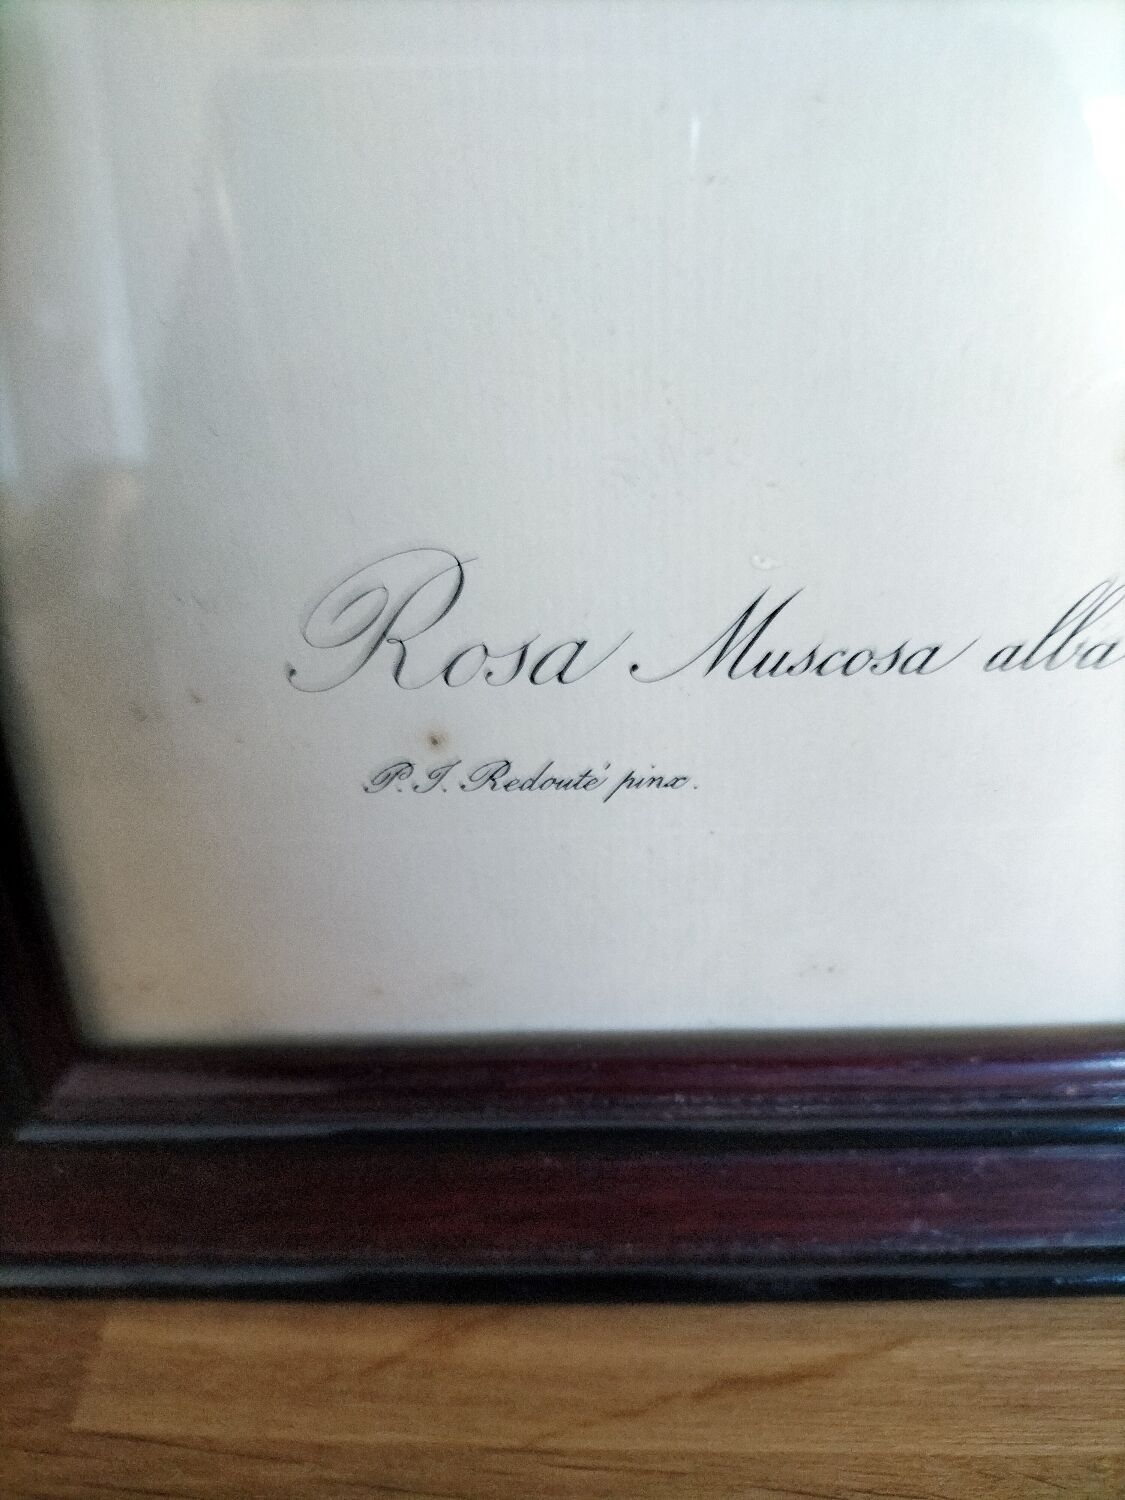 Rosa Muscosa alba
P. J. Redouté pinx.